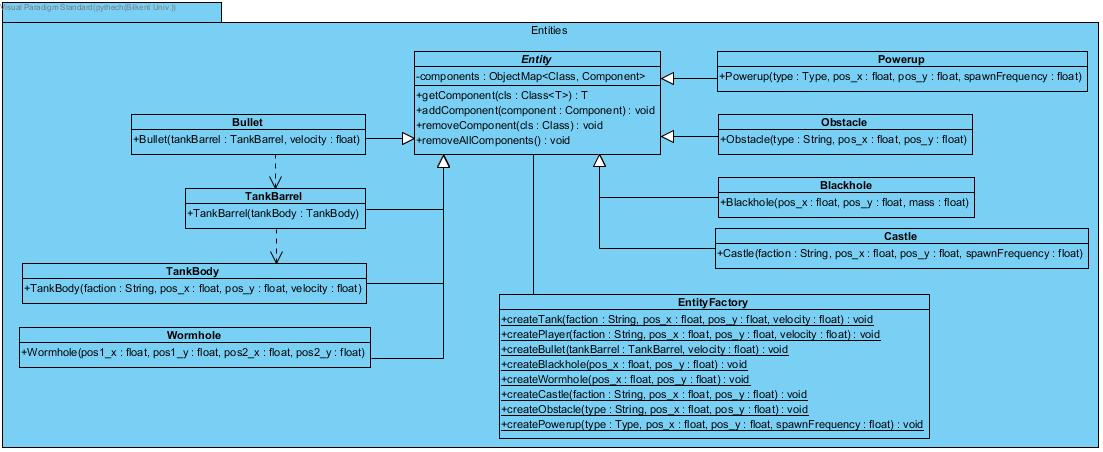 Visual Paradigm Standard(pythech(Bilkent Univ.))
Entities
Entity
-components : ObjectMap<Class, Component>
+getComponent(cls : Class<T>) : T
+addComponent(component : Component) : void
+removeComponent(cls : Class) : void
+removeAllComponents() : void
Powerup
+Powerup(type : Type, pos_x : float, pos_y : float, spawnFrequency : float)
Bullet
+Bullet(tankBarrel : TankBarrel, velocity : float)
Obstacle
+Obstacle(type : String, pos_x : float, pos_y : float)
TankBarrel
+TankBarrel(tankBody : TankBody)
Blackhole
+Blackhole(pos_x : float, pos_y : float, mass : float)
Castle
+Castle(faction : String, pos_x : float, pos_y : float, spawnFrequency : float)
TankBody
+TankBody(faction : String, pos_x : float, pos_y : float, velocity : float)
Wormhole
+Wormhole(pos1_x : float, pos1_y : float, pos2_x : float, pos2_y : float)
EntityFactory
+createTank(faction : String, pos_x : float, pos_y : float, velocity : float) : void
+createPlayer(faction : String, pos_x : float, pos_y : float, velocity : float) : void
+createBullet(tankBarrel : TankBarrel, velocity : float) : void
+createBlackhole(pos_x : float, pos_y : float) : void
+createWormhole(pos_x : float, pos_y : float) : void
+createCastle(faction : String, pos_x : float, pos_y : float) : void
+createObstacle(type : String, pos_x : float, pos_y : float) : void
+createPowerup(type : Type, pos_x : float, pos_y : float, spawnFrequency : float) : void